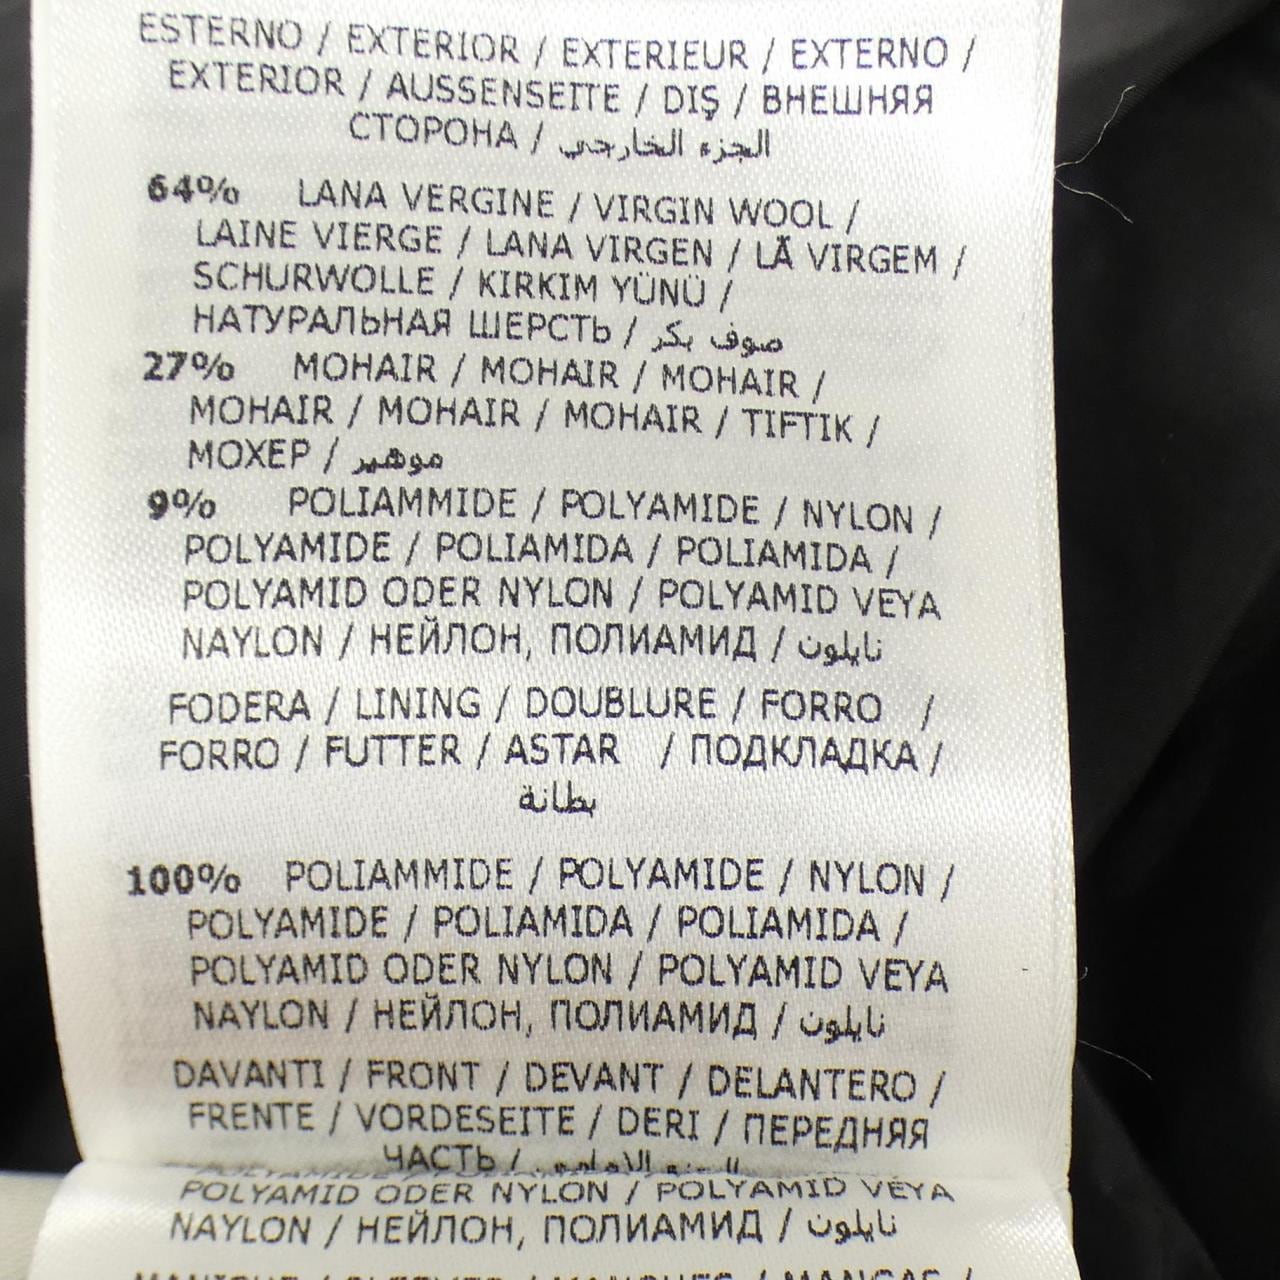 ESTERNO / EXTERIOR / EXTERIEUR / EXTERNO /
EXTERIOR / AUSSENSEITE / DIŞ / ВНЕШНЯЯ
СТОРОНА / الجزء الخارجي
64% LANA VERGINE / VIRGIN WOOL /
LAINE VIERGE / LANA VIRGEN / LÃ VIRGEM /
SCHURWOLLE / KIRKIM YÜNÜ /
НАТУРАЛЬНАЯ ШЕРСТЬ / صوف بكر
27% MOHAIR / MOHAIR / MOHAIR /
MOHAIR / MOHAIR / MOHAIR / TIFTIK /
МОХЕР / موهير
9% POLIAMMIDE / POLYAMIDE / NYLON /
POLYAMIDE / POLIAMIDA / POLIAMIDA /
POLYAMID ODER NYLON / POLYAMID VEYA
NAYLON / НЕЙЛОН, ПОЛИАМИД / نايلون
FODERA / LINING / DOUBLURE / FORRO /
FORRO / FUTTER / ASTAR / ПОДКЛАДКА /
بطانة
100% POLIAMMIDE / POLYAMIDE / NYLON /
POLYAMIDE / POLIAMIDA / POLIAMIDA /
POLYAMID ODER NYLON / POLYAMID VEYA
NAYLON / НЕЙЛОН, ПОЛИАМИД / نايلون
DAVANTI / FRONT / DEVANT / DELANTERO /
FRENTE / VORDESEITE / DERI / ПЕРЕДНЯЯ
ЧАСТЬ /
POLYAMID ODER NYLON / POLYAMID VEYA
NAYLON / НЕЙЛОН, ПОЛИАМИД / نايلون